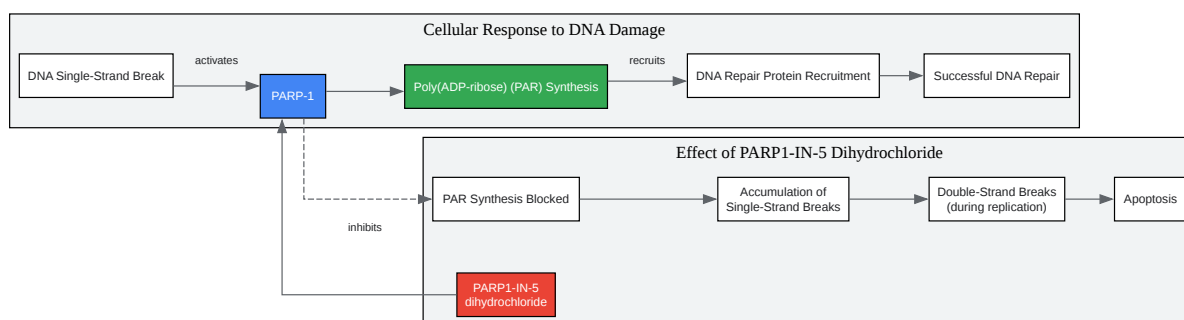 Cellular Response to DNA Damage
DNA Single-Strand Break
activates
PARP-1
Poly(ADP-ribose) (PAR) Synthesis
recruits
DNA Repair Protein Recruitment
Successful DNA Repair
Effect of PARP1-IN-5 Dihydrochloride
PAR Synthesis Blocked
Accumulation of
Single-Strand Breaks
Double-Strand Breaks
(during replication)
Apoptosis
inhibits
PARP1-IN-5
dihydrochloride